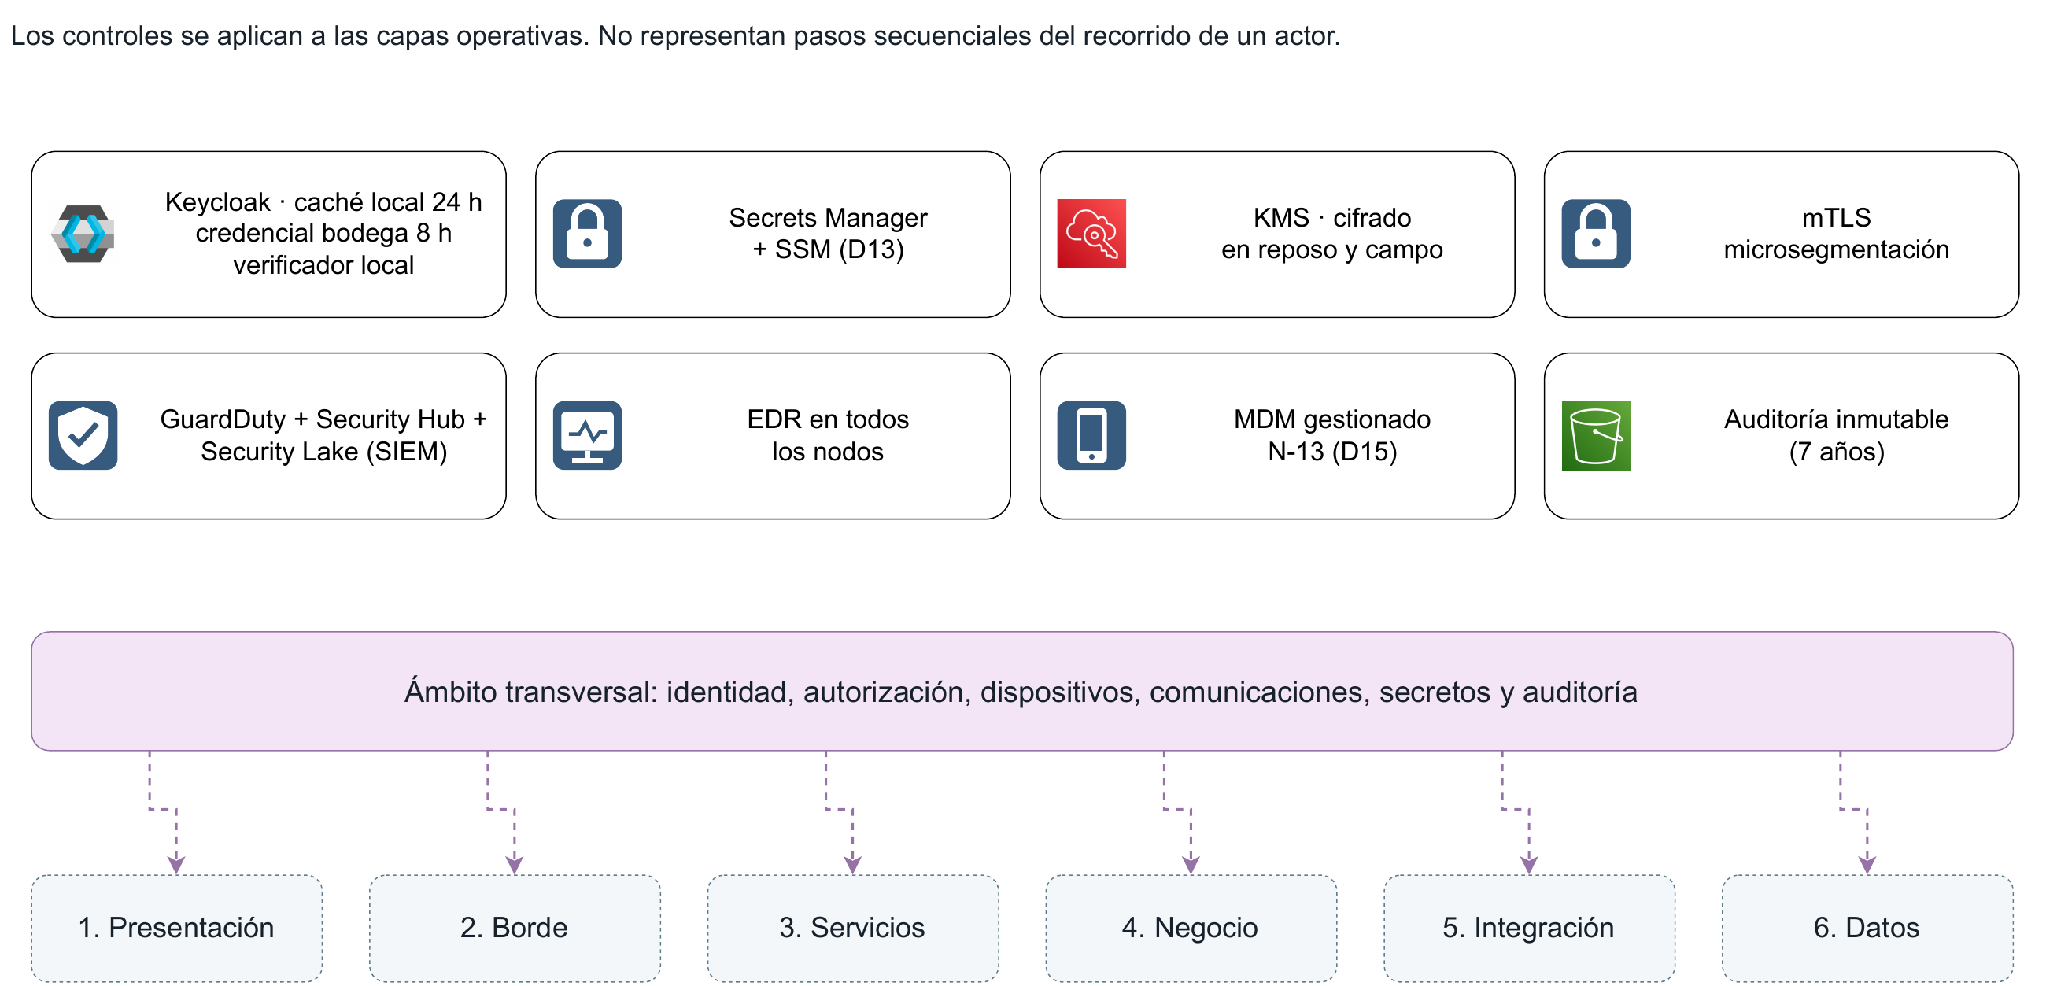 Los controles se aplican a las capas operativas. No representan pasos secuenciales del recorrido de un actor.
Keycloak · caché local 24 h
credencial bodega 8 h
verificador local
Secrets Manager
+ SSM (D13)
KMS · cifrado
en reposo y campo
mTLS
microsegmentación
GuardDuty + Security Hub +
Security Lake (SIEM)
EDR en todos
los nodos
MDM gestionado
N-13 (D15)
Auditoría inmutable
(7 años)
Ámbito transversal: identidad, autorización, dispositivos, comunicaciones, secretos y auditoría
1. Presentación
2. Borde
3. Servicios
4. Negocio
5. Integración
6. Datos